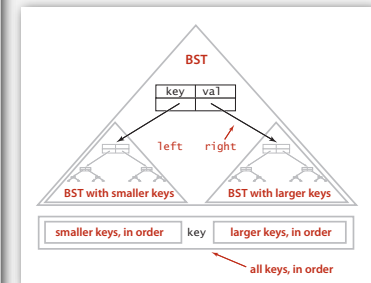 BST
key val
left right
BST with smaller keys BST with larger keys
smaller keys, in order key larger keys, in order
all keys, in order